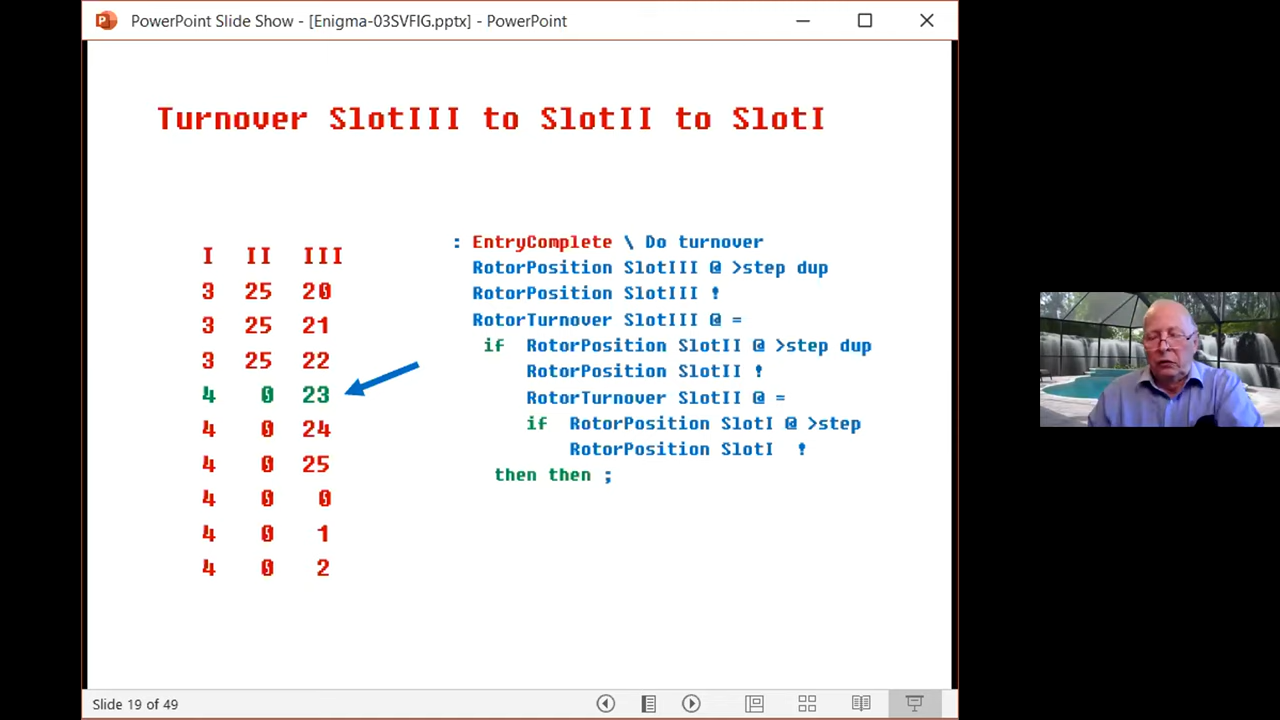 PowerPoint Slide Show - [Enigma-03SVFIG.pptx] - PowerPoint
Turnover SlotIII to SlotII to SlotI
I II III
3 25 20
3 25 21
3 25 22
4 0 23
4 0 24
4 0 25
4 0 0
4 0 1
4 0 2
: EntryComplete \ Do turnover
RotorPosition SlotIII @ >step dup
RotorPosition SlotIII !
RotorTurnover SlotIII @ =
if RotorPosition SlotII @ >step dup
RotorPosition SlotII !
RotorTurnover SlotII @ =
if RotorPosition SlotI @ >step
RotorPosition SlotI !
then then ;
Slide 19 of 49